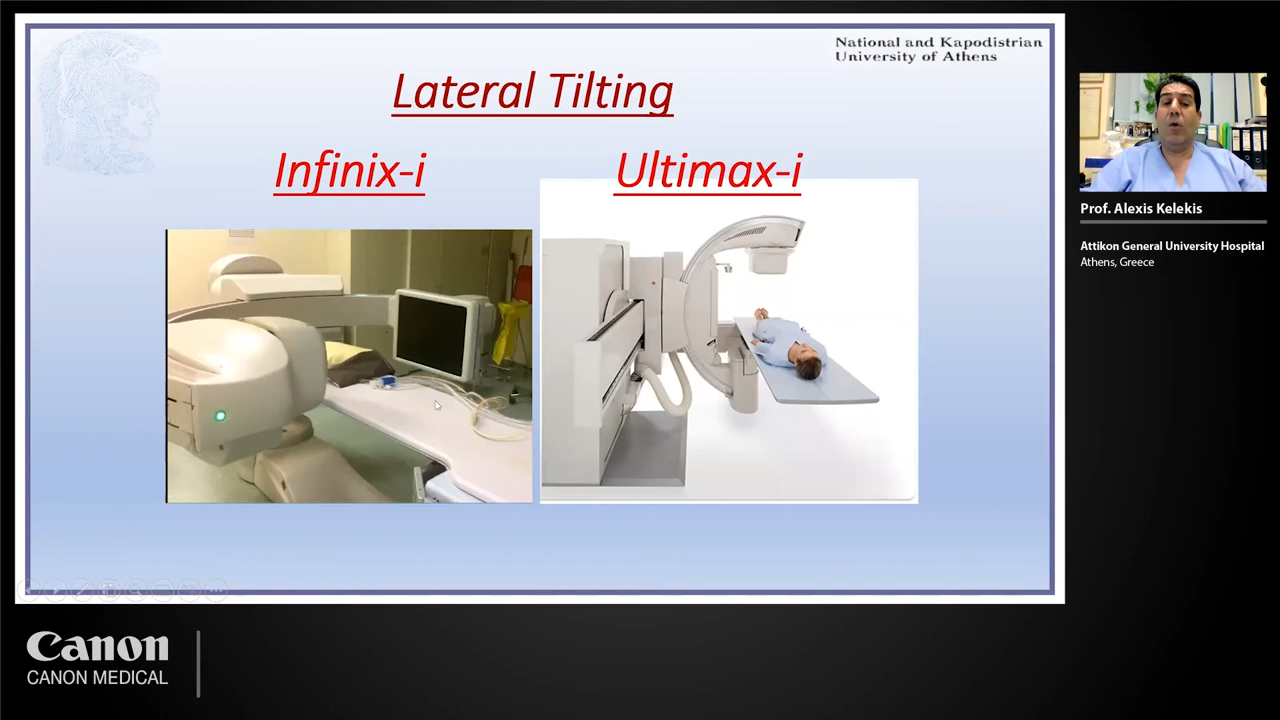 National and Kapodistrian
University of Athens
Lateral Tilting
Infinix-i
Ultimax-i
Prof. Alexis Kelekis
Attikon General University Hospital
Athens, Greece
Canon
CANON MEDICAL